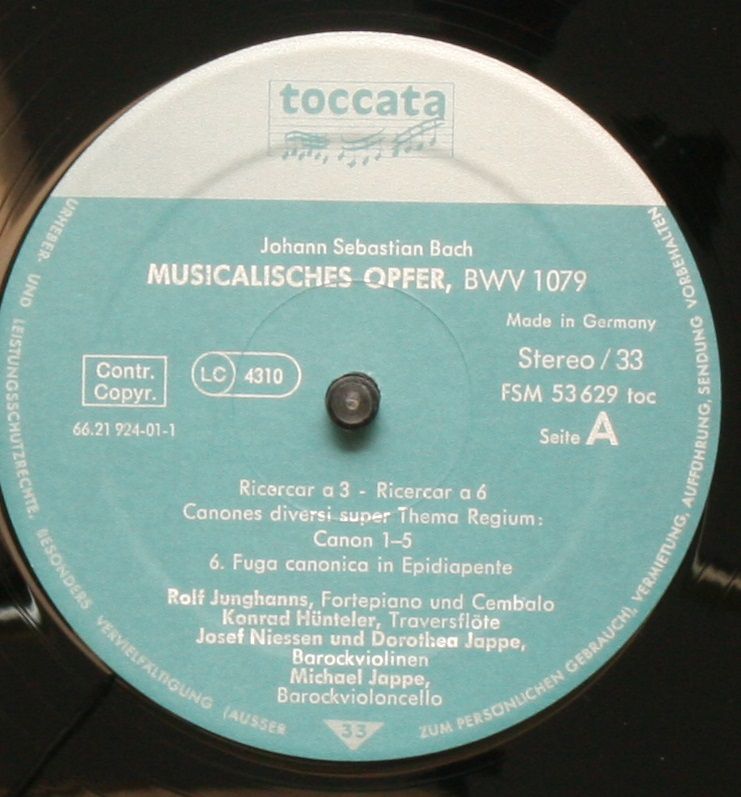 toccata
Johann Sebastian Bach
MUSICALISCHES OPFER, BWV 1079
Made in Germany
Contr.
Copyr.
LC 4310
Stereo / 33
FSM 53 629 toc
66.21 924-01-1
Seite A
Ricercar a 3 - Ricercar a 6
Canones diversi super Thema Regium:
Canon 1–5
6. Fuga canonica in Epidiapente
Rolf Junghanns, Fortepiano und Cembalo
Konrad Hünteler, Traversflöte
Josef Niessen und Dorothea Jappe,
Barockviolinen
Michael Jappe,
Barockvioloncello
33
URHEBER- UND LEISTUNGSSCHUTZRECHTE, BESONDERS VERVIELFÄLTIGUNG (AUSSER ZUM PERSÖNLICHEN GEBRAUCH), VERMIETUNG, AUFFÜHRUNG, SENDUNG VORBEHALTEN